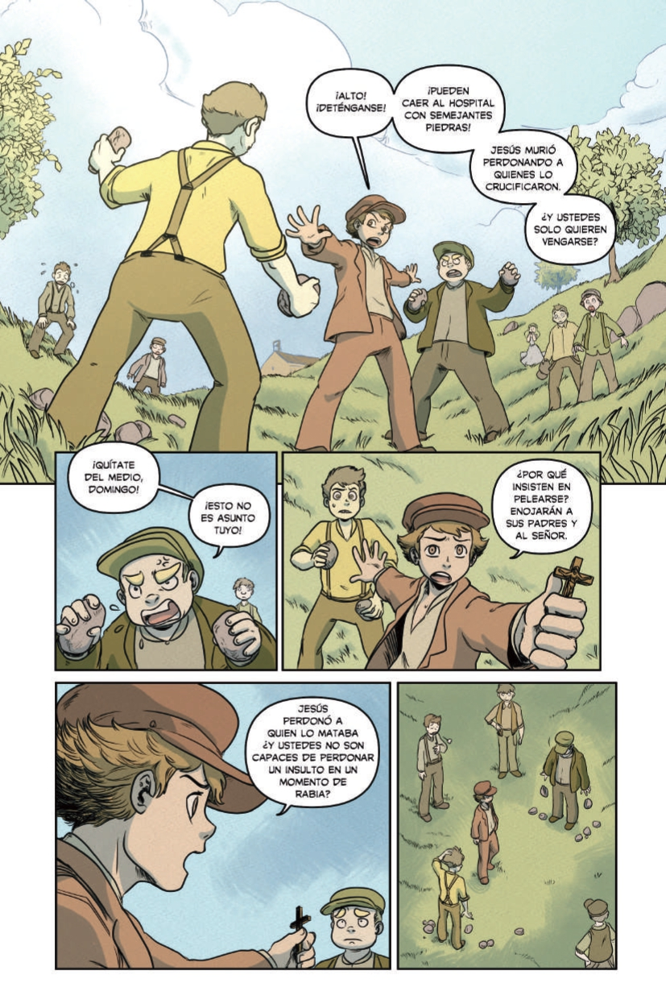 ¡ALTO!
¡DETÉNGANSE!
¡PUEDEN
CAER AL HOSPITAL
CON SEMEJANTES
PIEDRAS!
JESÚS MURIÓ
PERDONANDO A
QUIENES LO
CRUCIFICARON.
¿Y USTEDES
SOLO QUIEREN
VENGARSE?
¡QUÍTATE
DEL MEDIO,
DOMINGO!
¡ESTO NO
ES ASUNTO
TUYO!
¿POR QUÉ
INSISTEN EN
PELEARSE?
ENOJARÁN A
SUS PADRES Y
AL SEÑOR.
JESÚS
PERDONÓ A
QUIEN LO MATABA
¿Y USTEDES NO SON
CAPACES DE PERDONAR
UN INSULTO EN UN
MOMENTO DE
RABIA?